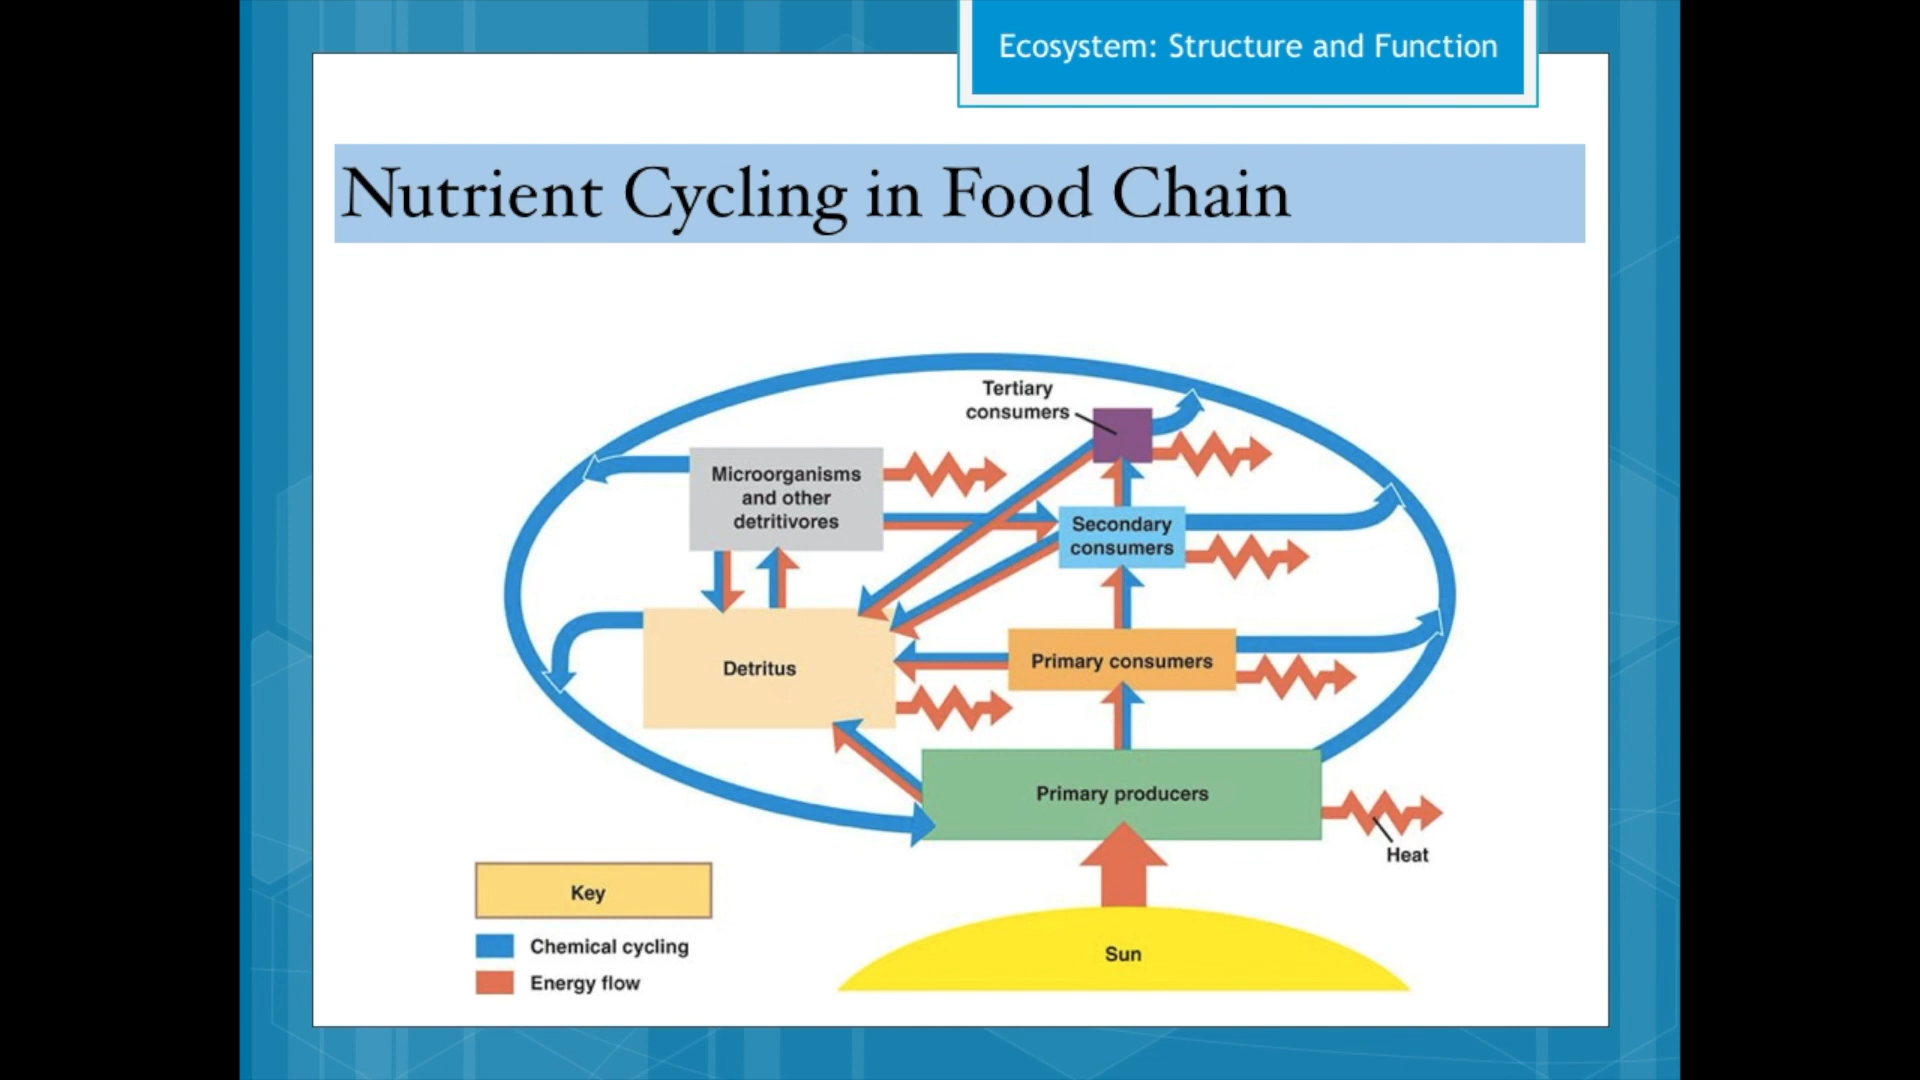 Ecosystem: Structure and Function
Nutrient Cycling in Food Chain
Tertiary
consumers
Microorganisms
and other
detritivores
Secondary
consumers
Detritus
Primary consumers
Primary producers
Heat
Key
Chemical cycling
Energy flow
Sun